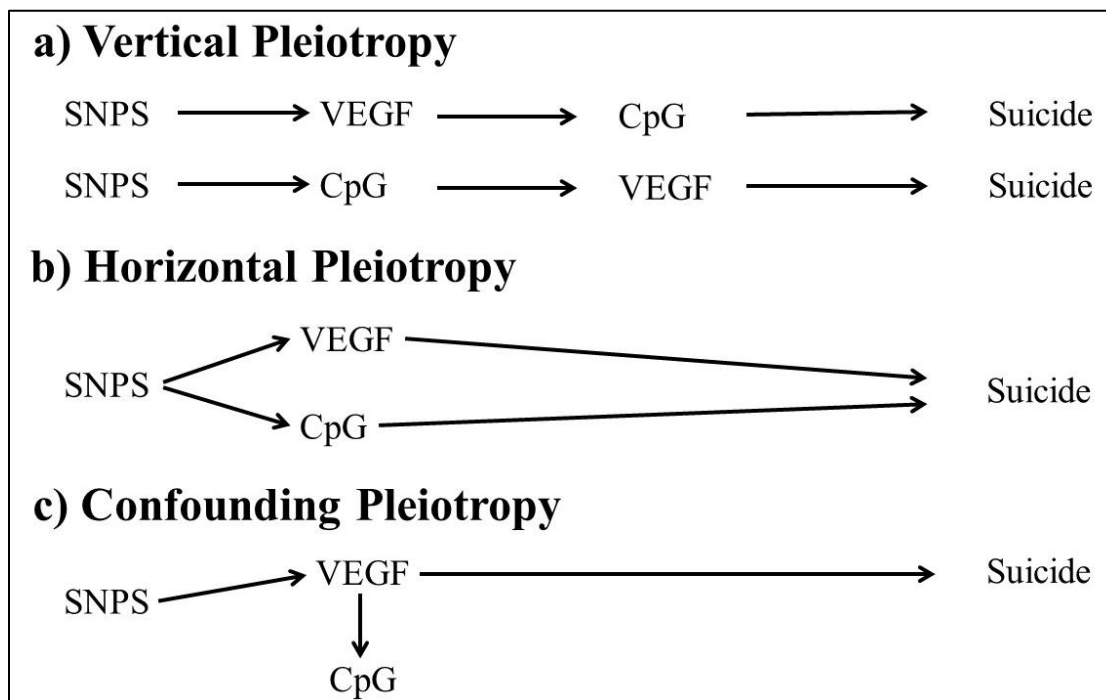 a) Vertical Pleiotropy
SNPS VEGF CpG Suicide
SNPS CpG VEGF Suicide
b) Horizontal Pleiotropy
VEGF
SNPS Suicide
CpG
c) Confounding Pleiotropy
VEGF Suicide
SNPS
CpG